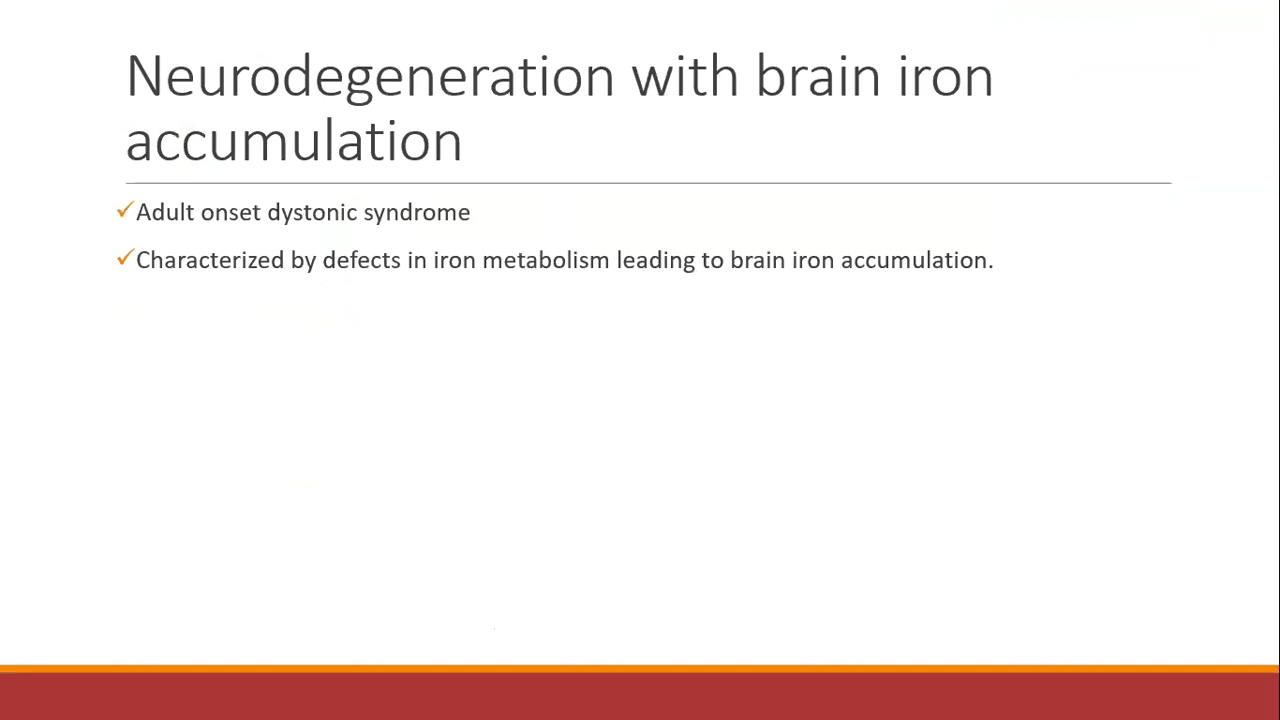 Neurodegeneration with brain iron
accumulation
✓Adult onset dystonic syndrome
✓Characterized by defects in iron metabolism leading to brain iron accumulation.